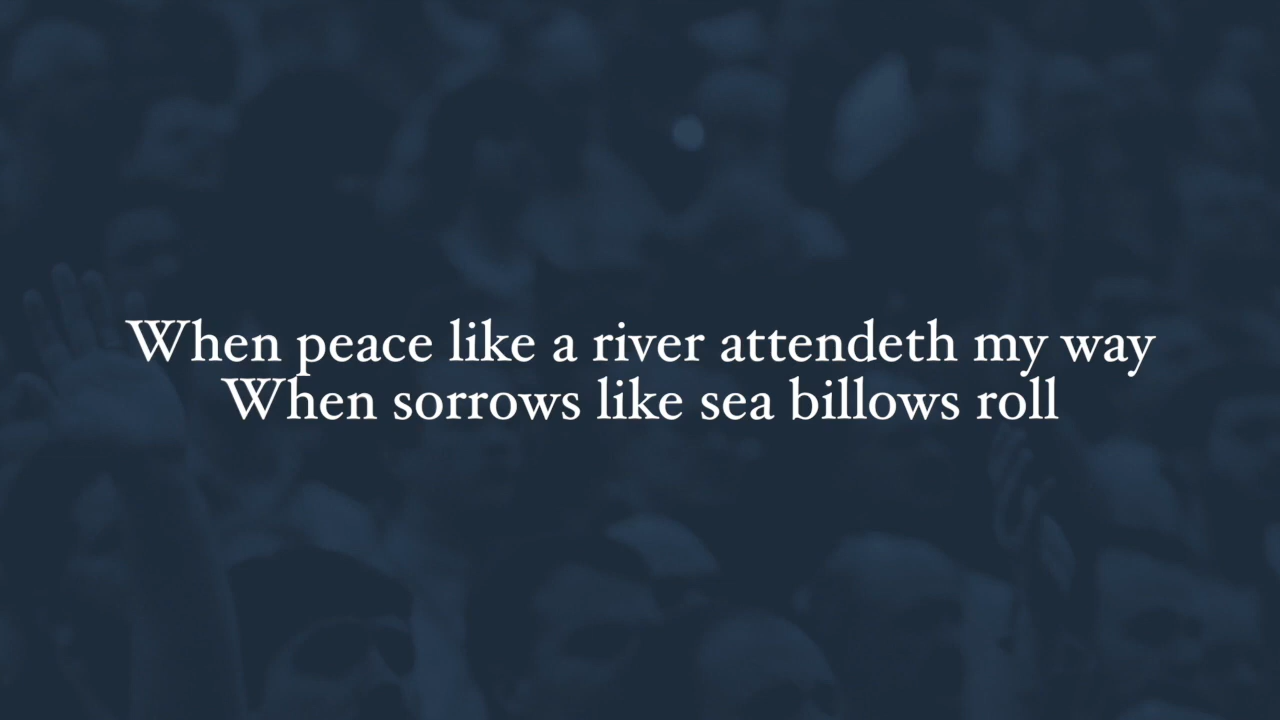 When peace like a river attendeth my way
When sorrows like sea billows roll